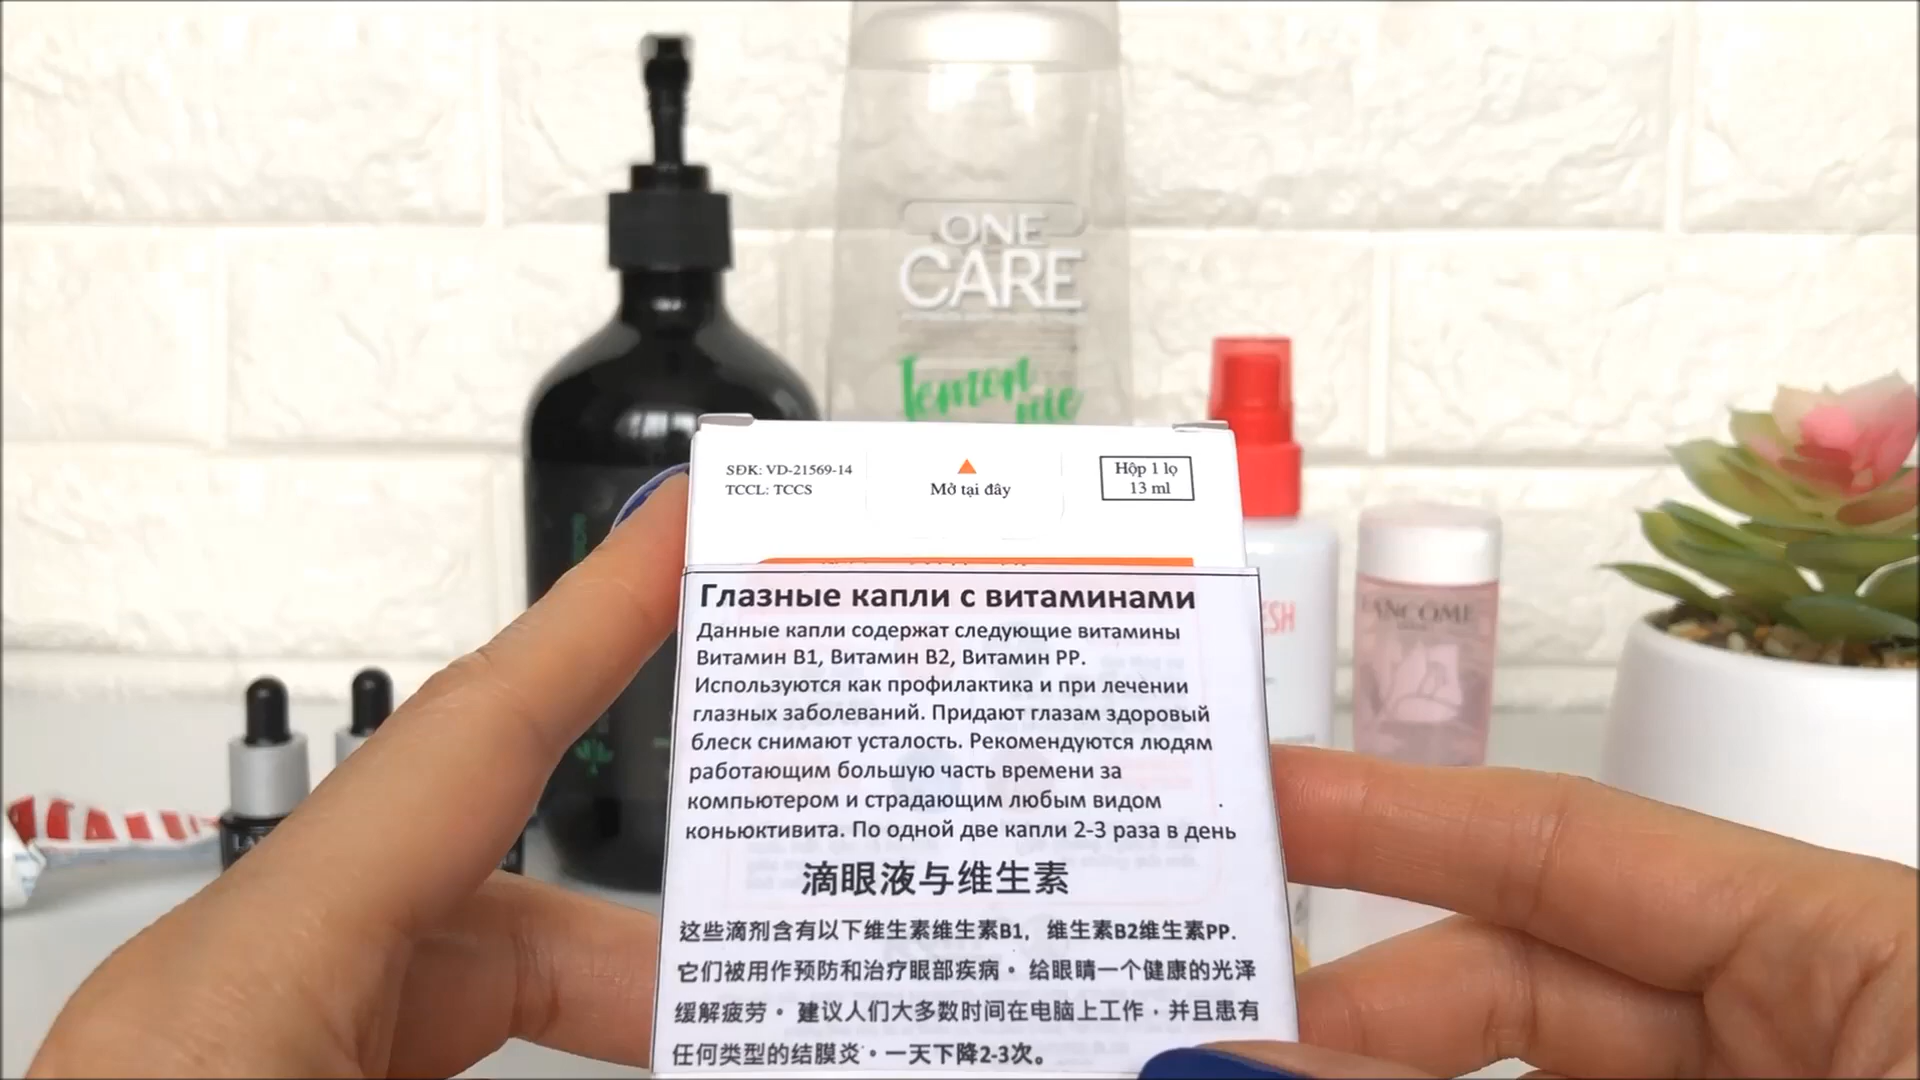 ONE
CARE
lemon
nie
SĐK: VD-21569-14
TCCL: TCCS
Mở tại đây
Hộp 1 lọ
13 ml
ESH
LANCÔME
Глазные капли с витаминами
Данные капли содержат следующие витамины
Витамин В1, Витамин В2, Витамин РР.
Используются как профилактика и при лечении
глазных заболеваний. Придают глазам здоровый
блеск снимают усталость. Рекомендуются людям
работающим большую часть времени за
компьютером и страдающим любым видом
коньюктивита. По одной две капли 2-3 раза в день
滴眼液与维生素
这些滴剂含有以下维生素维生素B1, 维生素B2维生素PP.
它们被用作预防和治疗眼部疾病。给眼睛一个健康的光泽
缓解疲劳。建议人们大多数时间在电脑上工作，并且患有
任何类型的结膜炎。一天下降2-3次。